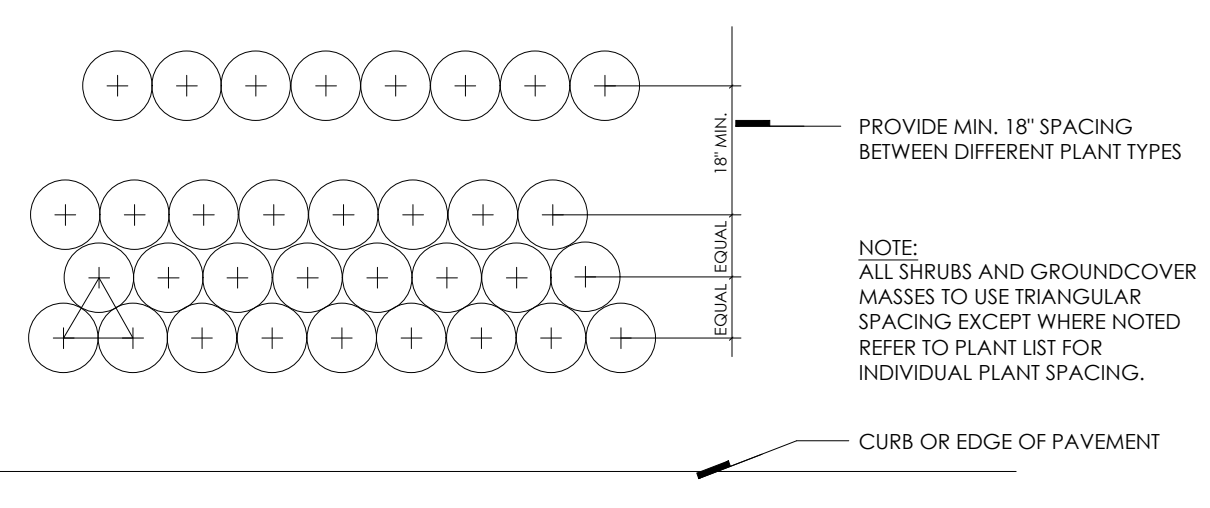 PROVIDE MIN. 18" SPACING
BETWEEN DIFFERENT PLANT TYPES
18" MIN.
EQUAL
EQUAL
NOTE:
ALL SHRUBS AND GROUNDCOVER
MASSES TO USE TRIANGULAR
SPACING EXCEPT WHERE NOTED
REFER TO PLANT LIST FOR
INDIVIDUAL PLANT SPACING.
CURB OR EDGE OF PAVEMENT